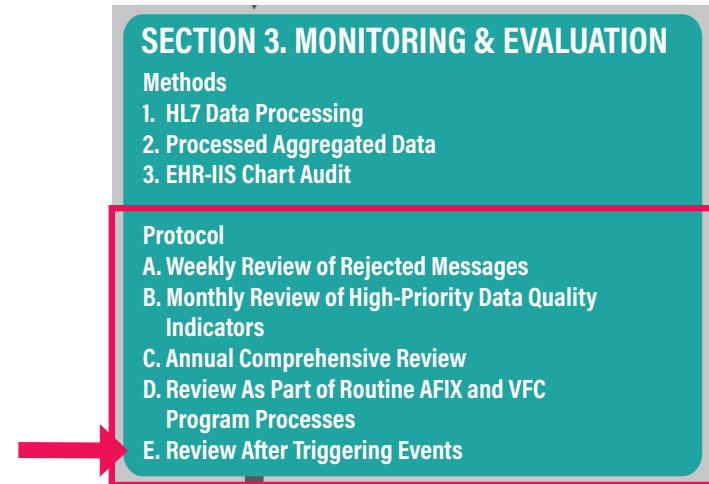 SECTION 3. MONITORING & EVALUATION
Methods
1. HL7 Data Processing
2. Processed Aggregated Data
3. EHR-IIS Chart Audit
Protocol
A. Weekly Review of Rejected Messages
B. Monthly Review of High-Priority Data Quality
Indicators
C. Annual Comprehensive Review
D. Review As Part of Routine AFIX and VFC
Program Processes
E. Review After Triggering Events